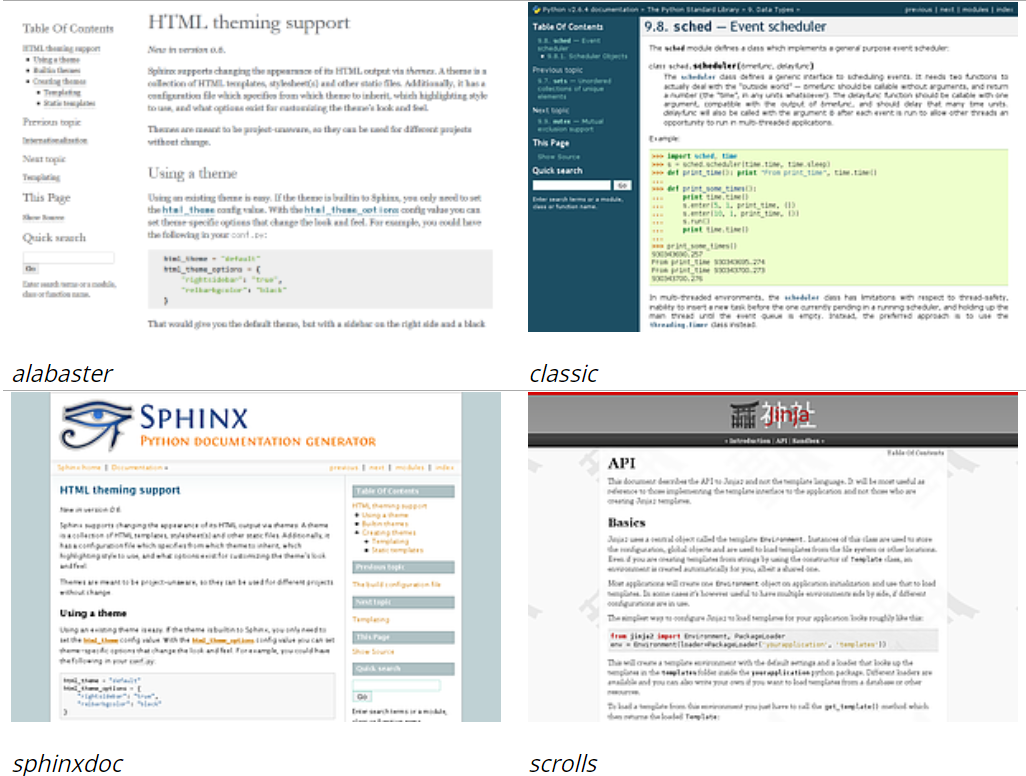 Table Of Contents
HTML theming support
Using a theme
Builtin themes
Creating themes
Templating
Static templates
Previous topic
Internationalization
Next topic
Templating
This Page
Show Source
Quick search
Go
Enter search terms or a module,
class or function name.
HTML theming support
New in version 0.6.
Sphinx supports changing the appearance of its HTML output via themes. A theme is a
collection of HTML templates, stylesheet(s) and other static files. Additionally, it has a
configuration file which specifies from which theme to inherit, which highlighting style
to use, and what options exist for customizing the theme's look and feel.
Themes are meant to be project-unaware, so they can be used for different projects
without change.
Using a theme
Using an existing theme is easy. If the theme is builtin to Sphinx, you only need to set
the html_theme config value. With the html_theme_options config value you can
set theme-specific options that change the look and feel. For example, you could have
the following in your conf.py:
html_theme = "default"
html_theme_options = {
"rightsidebar": "true",
"relbarbgcolor": "black"
}
That would give you the default theme, but with a sidebar on the right side and a black
alabaster
Python v2.6.4 documentation » The Python Standard Library » 9. Data Types »
previous | next | modules | index
Table Of Contents
9.8. sched — Event
scheduler
9.8.1. Scheduler Objects
Previous topic
9.7. sets — Unordered
collections of unique
elements
Next topic
9.9. mutex — Mutual
exclusion support
This Page
Show Source
Quick search
Go
Enter search terms or a module,
class or function name.
9.8. sched — Event scheduler
The sched module defines a class which implements a general purpose event scheduler:
class sched.scheduler(timefunc, delayfunc)
The scheduler class defines a generic interface to scheduling events. It needs two functions to
actually deal with the "outside world" — timefunc should be callable without arguments, and return
a number (the "time", in any units whatsoever). The delayfunc function should be callable with one
argument, compatible with the output of timefunc, and should delay that many time units.
delayfunc will also be called with the argument 0 after each event is run to allow other threads an
opportunity to run in multi-threaded applications.
Example:
>>> import sched, time
>>> s = sched.scheduler(time.time, time.sleep)
>>> def print_time(): print "From print_time", time.time()
...
>>> def print_some_times():
... print time.time()
... s.enter(5, 1, print_time, ())
... s.enter(10, 1, print_time, ())
... s.run()
... print time.time()
...
>>> print_some_times()
930343690.257
From print_time 930343695.274
From print_time 930343700.273
930343700.276
In multi-threaded environments, the scheduler class has limitations with respect to thread-safety,
inability to insert a new task before the one currently pending in a running scheduler, and holding up the
main thread until the event queue is empty. Instead, the preferred approach is to use the
threading.Timer class instead.
classic
SPHINX
PYTHON DOCUMENTATION GENERATOR
Sphinx home | Documentation »
previous | next | modules | index
HTML theming support
New in version 0.6.
Sphinx supports changing the appearance of its HTML output via themes. A theme
is a collection of HTML templates, stylesheet(s) and other static files. Additionally, it
has a configuration file which specifies from which theme to inherit, which
highlighting style to use, and what options exist for customizing the theme's look
and feel.
Themes are meant to be project-unaware, so they can be used for different projects
without change.
Using a theme
Using an existing theme is easy. If the theme is builtin to Sphinx, you only need to
set the html_theme config value. With the html_theme_options config value you can set
theme-specific options that change the look and feel. For example, you could have
the following in your conf.py:
html_theme = "default"
html_theme_options = {
"rightsidebar": "true",
"relbarbgcolor": "black"
}
Table Of Contents
HTML theming support
Using a theme
Builtin themes
Creating themes
Templating
Static templates
Previous topic
The build configuration file
Next topic
Templating
This Page
Show Source
Quick search
Go
Enter search terms or a module,
class or function name.
sphinxdoc
神社
Jinja
« Introduction | API | Sandbox »
Table Of Contents
API
This document describes the API to Jinja2 and not the template language. It will be most useful as
reference to those implementing the template interface to the application and not those who are
creating Jinja2 templates.
Basics
Jinja2 uses a central object called the template Environment. Instances of this class are used to store
the configuration, global objects and are used to load templates from the file system or other locations.
Even if you are creating templates from strings by using the constructor of Template class, an
environment is created automatically for you, albeit a shared one.
Most applications will create one Environment object on application initialization and use that to load
templates. In some cases it's however useful to have multiple environments side by side, if different
configurations are in use.
The simplest way to configure Jinja2 to load templates for your application looks roughly like this:
from jinja2 import Environment, PackageLoader
env = Environment(loader=PackageLoader('yourapplication', 'templates'))
This will create a template environment with the default settings and a loader that looks up the
templates in the templates folder inside the yourapplication python package. Different loaders are
available and you can also write your own if you want to load templates from a database or other
resources.
To load a template from this environment you just have to call the get_template() method which
then returns the loaded Template:
scrolls